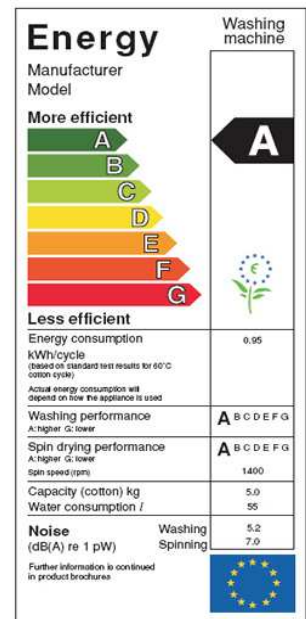 Energy
Washing
machine
Manufacturer
Model
More efficient
A
A
B
C
D
E
F
G
Less efficient
Energy consumption
0.95
kWh/cycle
(based on standard test results for 60°C
cotton cycle)
Actual energy consumption will
depend on how the appliance is used
Washing performance
A: higher G: lower
A B C D E F G
Spin drying performance
A: higher G: lower
A B C D E F G
Spin speed (rpm)
1400
Capacity (cotton) kg
5.0
Water consumption l
55
Noise
(dB(A) re 1 pW)
Washing
5.2
Spinning
7.0
Further information is continued
in product brochures